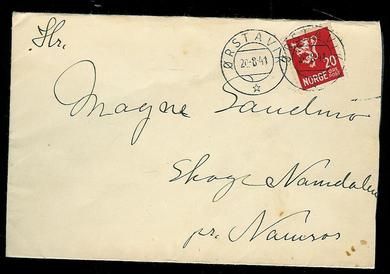 Hr.
ØRSTAVIK
20-8-41
20
NORGE
Magne Sandmo
Skage Namdalen
pr. Namsos